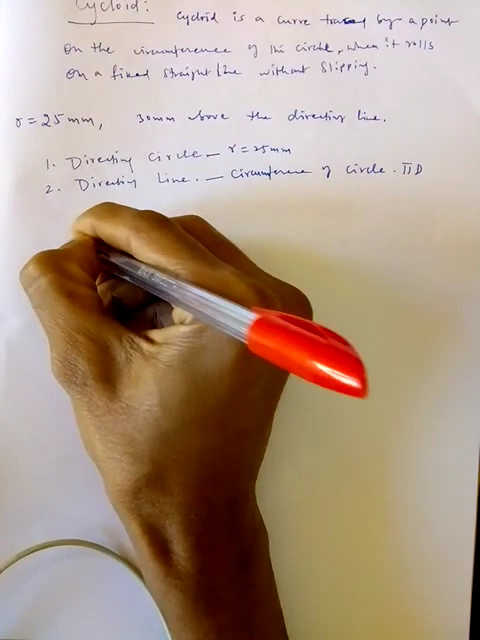 Cycloid:
Cycloid is a curve traced by a point
on the circumference of the circle, when it rolls
on a fixed straight line without slipping.
r = 25 mm, 30mm above the directing line.
1. Directing Circle — r = 25mm
2. Directing Line. — Circumference of circle. πD